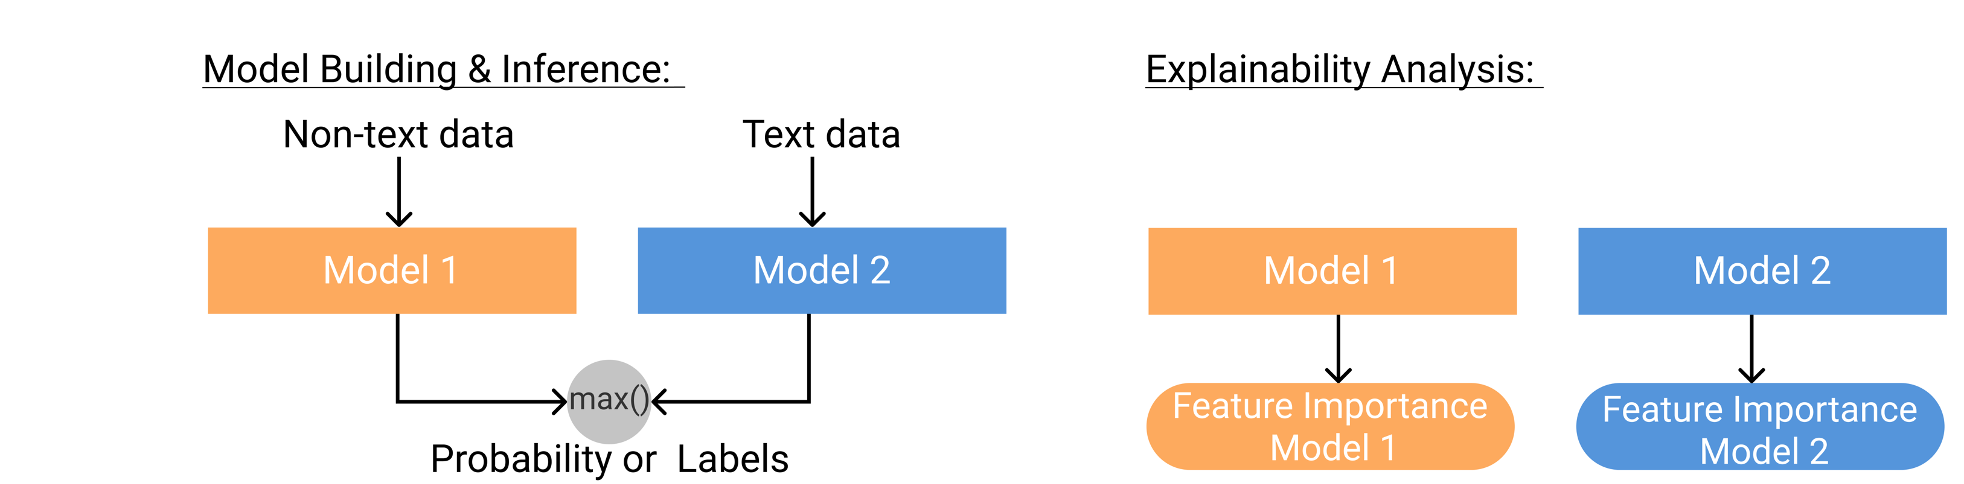 Model Building & Inference:
Non-text data
Text data
Model 1
Model 2
max()
Probability or Labels
Explainability Analysis:
Model 1
Model 2
Feature Importance
Model 1
Feature Importance
Model 2